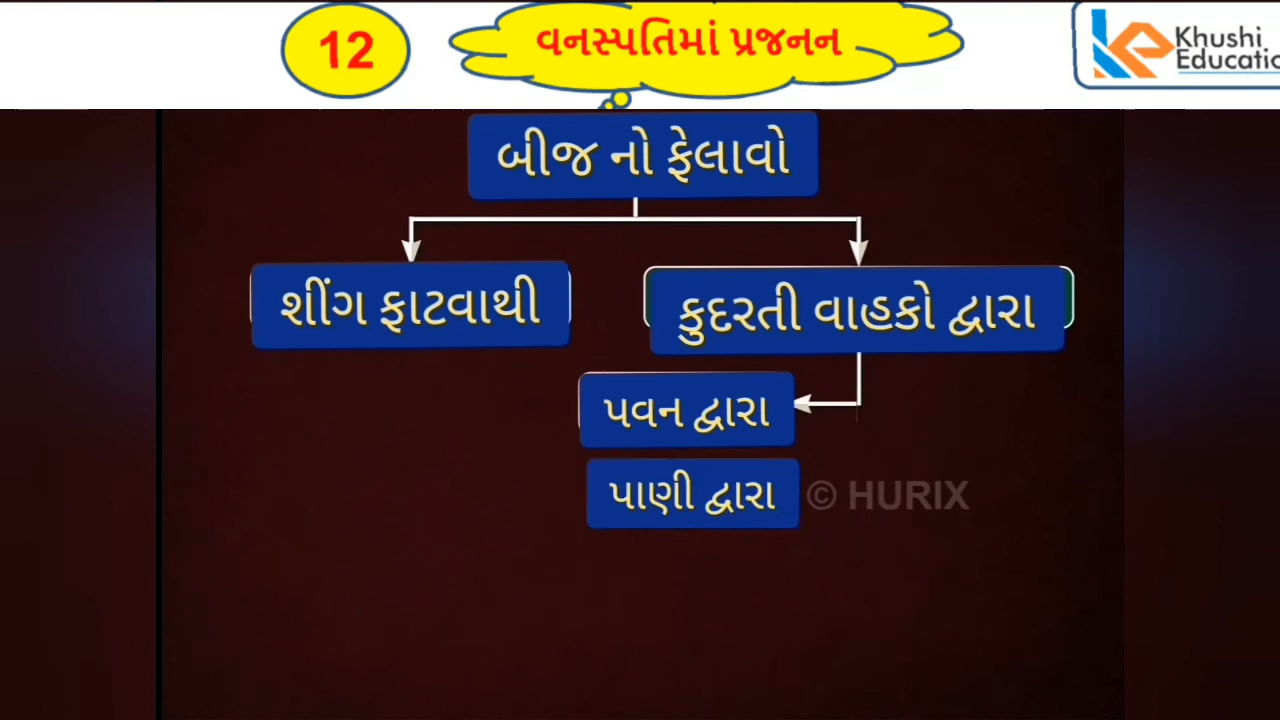 12
વનસ્પતિમાં પ્રજનન
Khushi
Educatio
બીજ નો ફેલાવો
શીંગ ફાટવાથી
કુદરતી વાહકો દ્વારા
પવન દ્વારા
પાણી દ્વારા
© HURIX